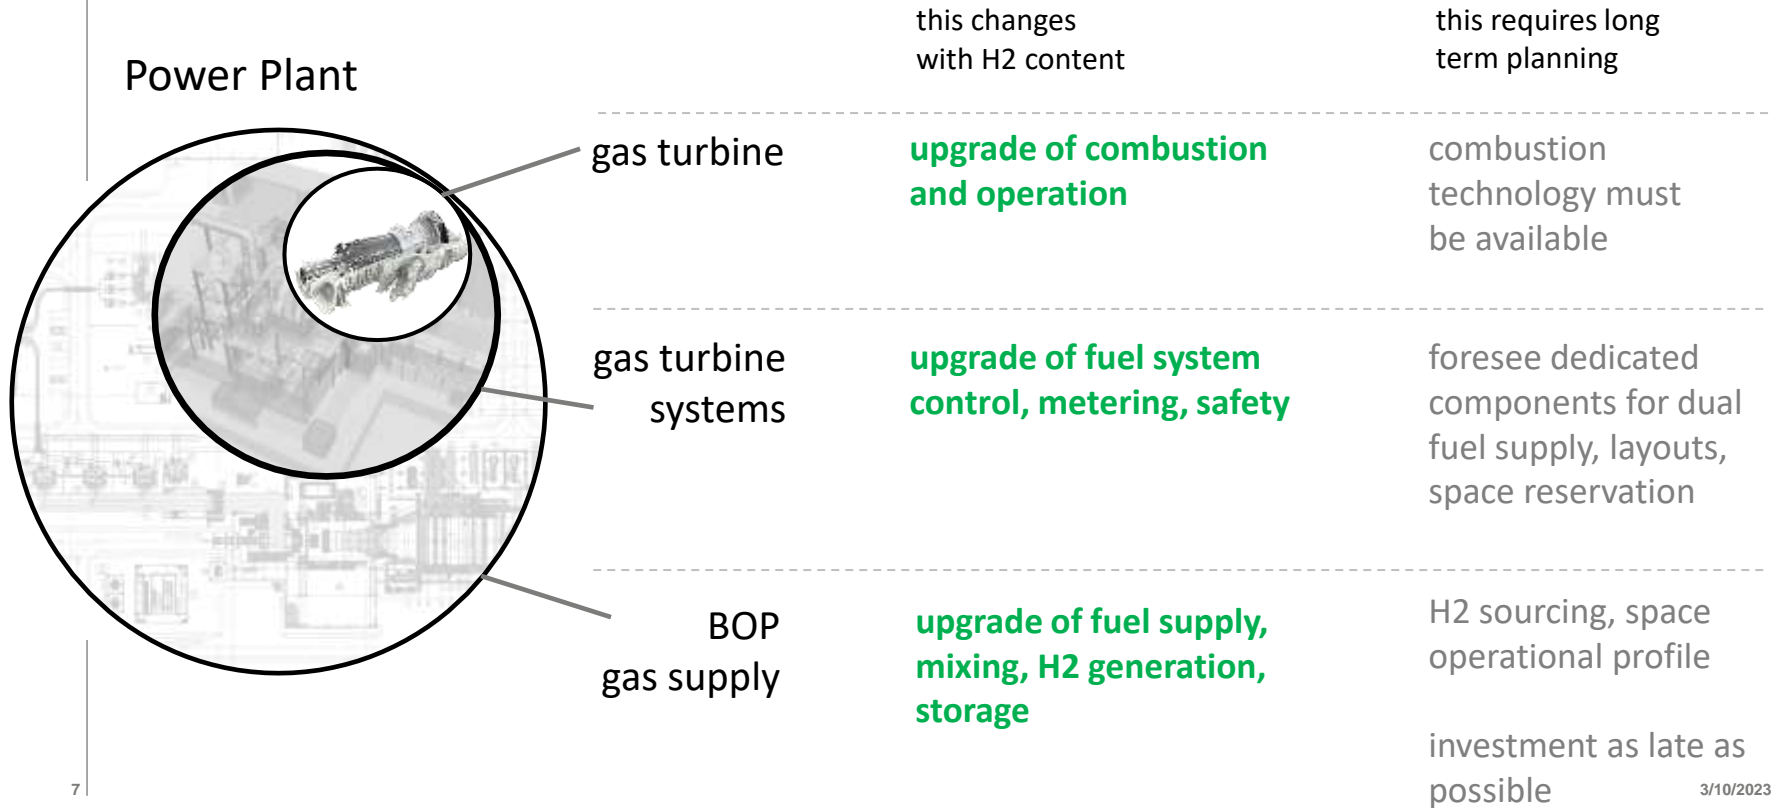 this changes
with H2 content
this requires long
term planning
Power Plant
gas turbine
upgrade of combustion
and operation
combustion
technology must
be available
gas turbine
systems
upgrade of fuel system
control, metering, safety
foresee dedicated
components for dual
fuel supply, layouts,
space reservation
BOP
gas supply
upgrade of fuel supply,
mixing, H2 generation,
storage
H2 sourcing, space
operational profile
investment as late as
possible
7
3/10/2023